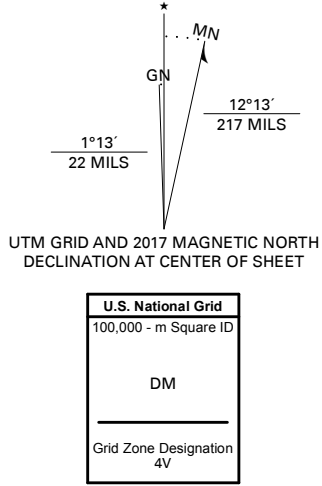 ★
MN
GN
1°13´
22 MILS
12°13´
217 MILS
UTM GRID AND 2017 MAGNETIC NORTH
DECLINATION AT CENTER OF SHEET
U.S. National Grid
100,000 - m Square ID
DM
Grid Zone Designation
4V